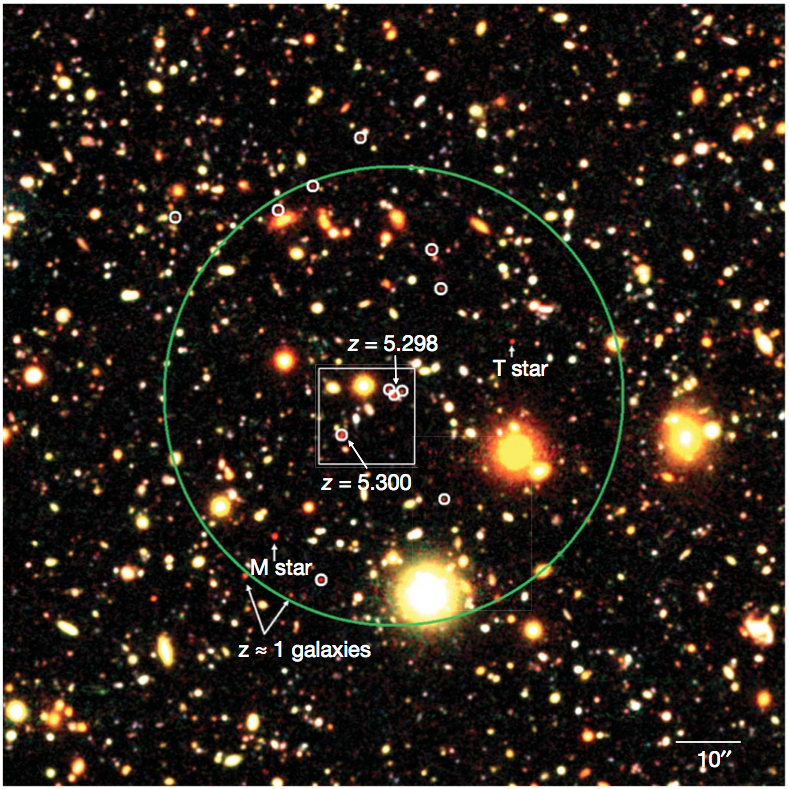 z = 5.298
T star
z = 5.300
M star
z ≈ 1 galaxies
10″